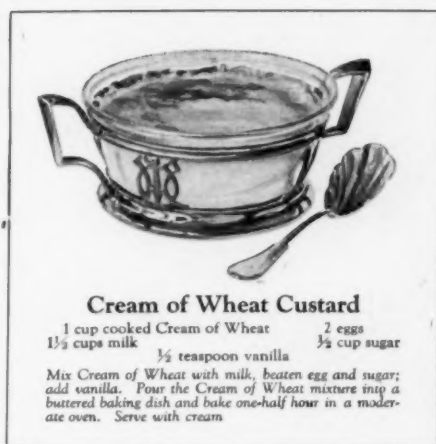 Cream of Wheat Custard
1 cup cooked Cream of Wheat 2 eggs
1½ cups milk ½ cup sugar
½ teaspoon vanilla
Mix Cream of Wheat with milk, beaten egg and sugar;
add vanilla. Pour the Cream of Wheat mixture into a
buttered baking dish and bake one-half hour in a moder-
ate oven. Serve with cream